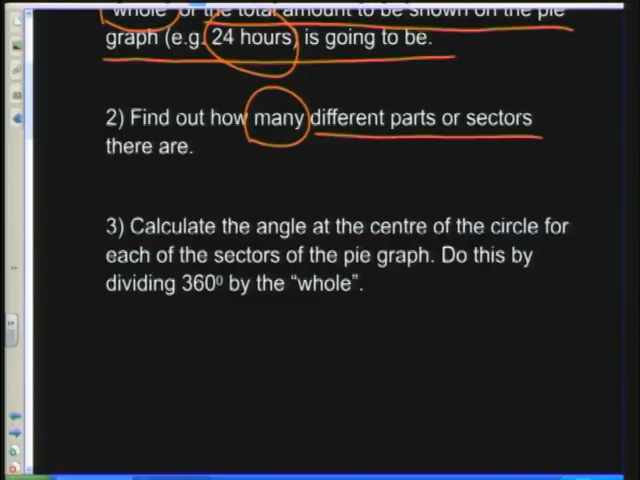 "whole" or the total amount to be shown on the pie
graph (e.g. 24 hours) is going to be.
2) Find out how many different parts or sectors
there are.
3) Calculate the angle at the centre of the circle for
each of the sectors of the pie graph. Do this by
dividing 360⁰ by the “whole”.